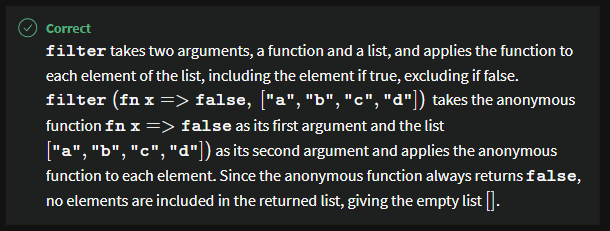 Correct
filter takes two arguments, a function and a list, and applies the function to
each element of the list, including the element if true, excluding if false.
filter (fn x => false, ["a", "b", "c", "d"]) takes the anonymous
function fn x => false as its first argument and the list
["a", "b", "c", "d"]) as its second argument and applies the anonymous
function to each element. Since the anonymous function always returns false,
no elements are included in the returned list, giving the empty list [].